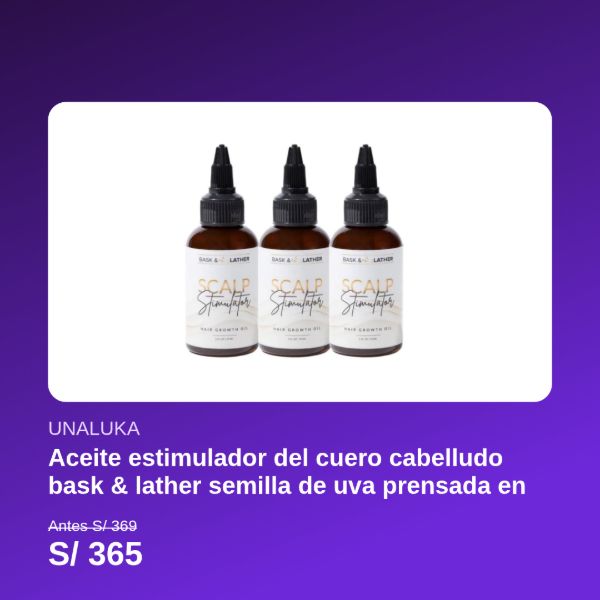 BASK & LATHER BASK & LATHER BASK & LATHER
SCALP SCALP SCALP
Stimulator Stimulator Stimulator
HAIR GROWTH OIL HAIR GROWTH OIL HAIR GROWTH OIL
UNALUKA
Aceite estimulador del cuero cabelludo
bask & lather semilla de uva prensada en
Antes S/ 369
S/ 365